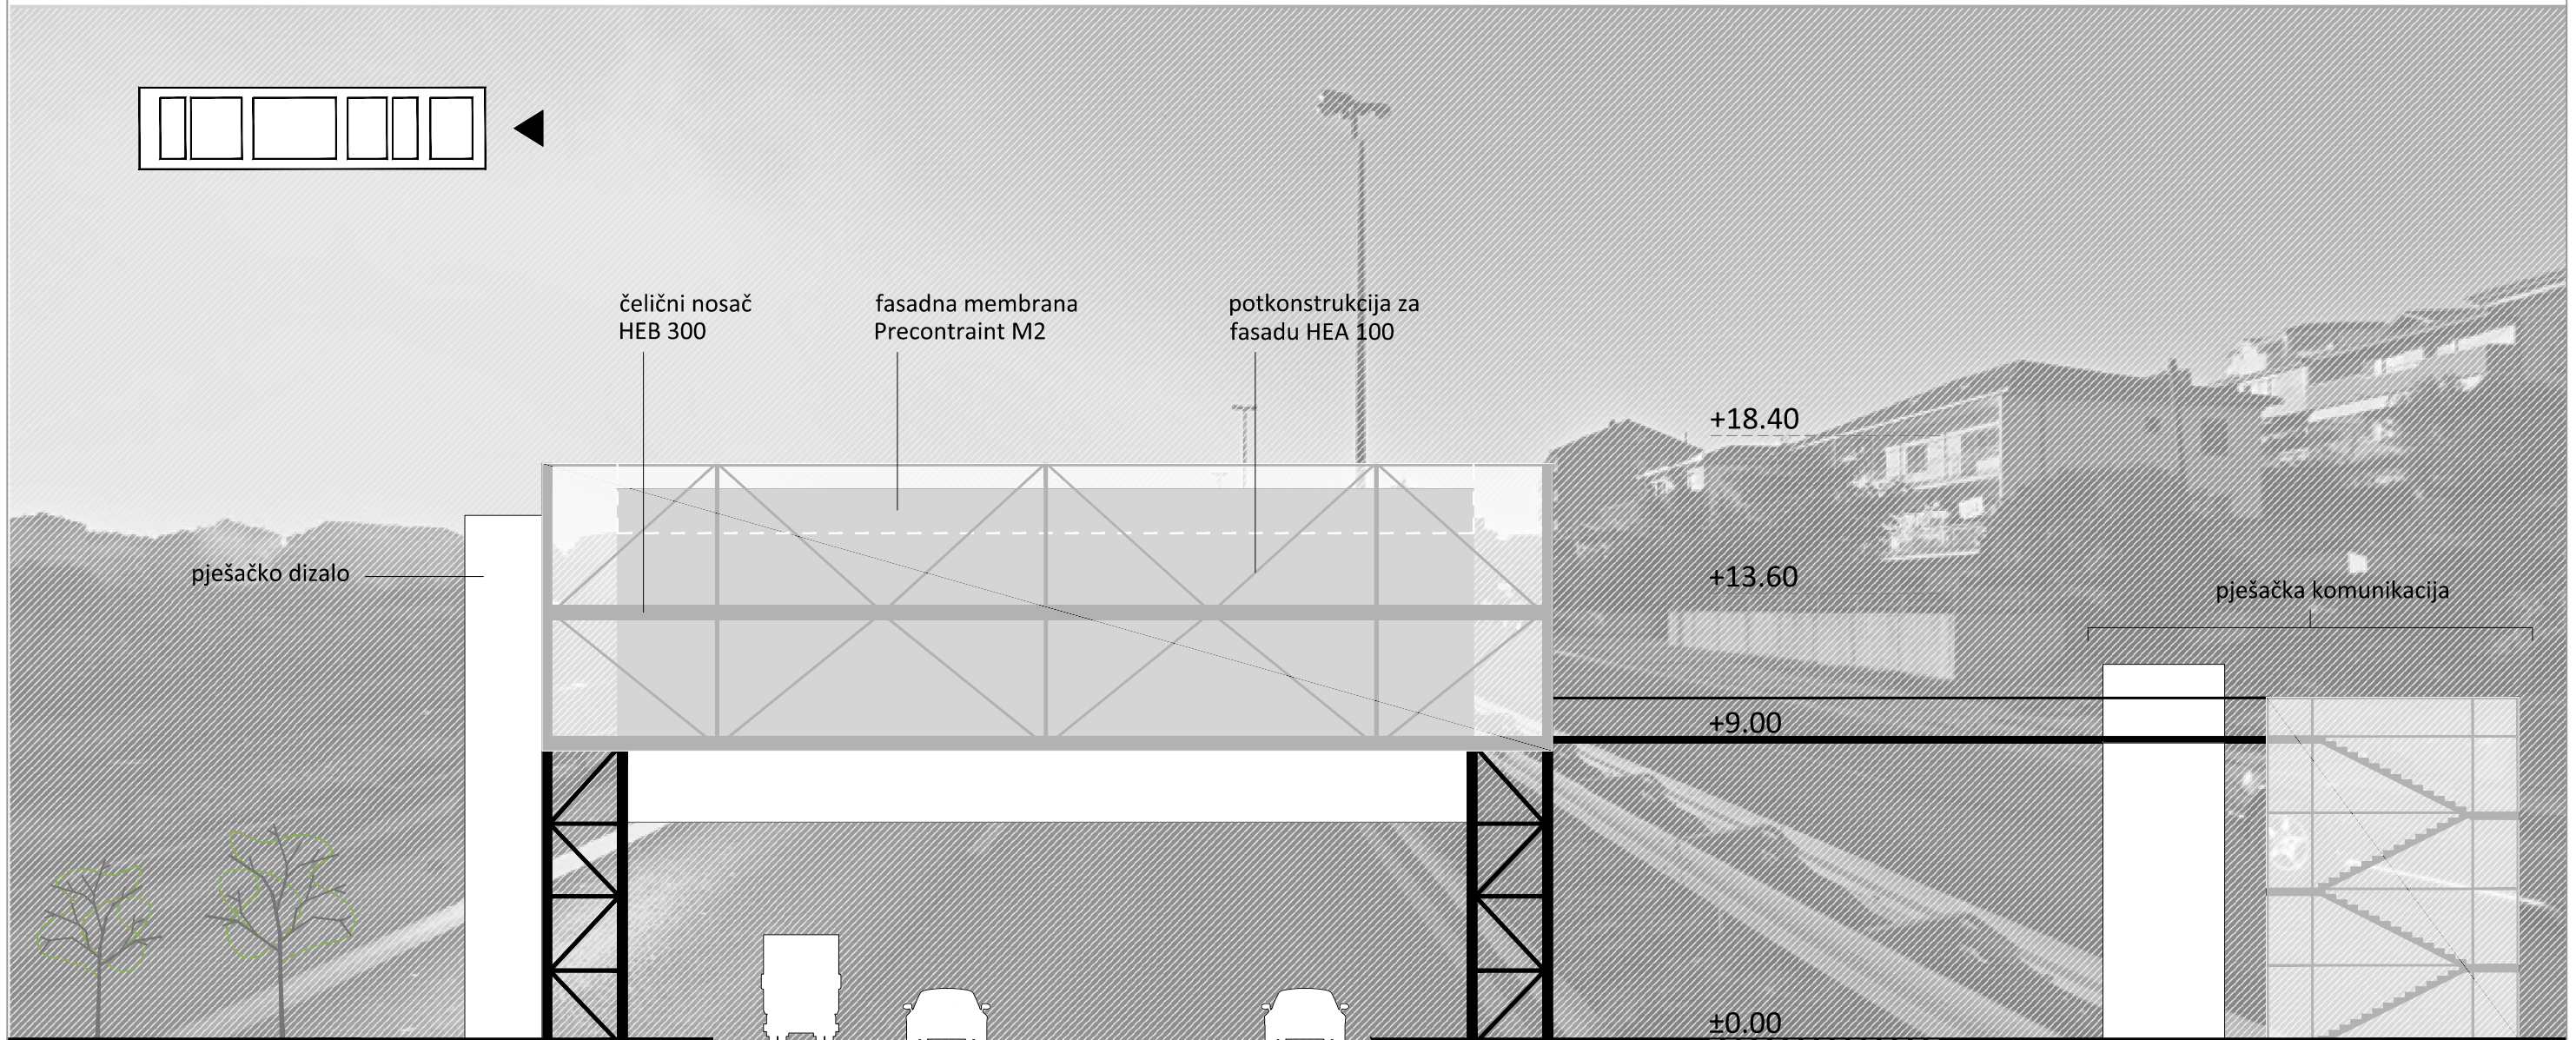 čelični nosač
HEB 300
fasadna membrana
Precontraint M2
potkonstrukcija za
fasadu HEA 100
+18.40
pješačko dizalo
+13.60
pješačka komunikacija
+9.00
±0.00